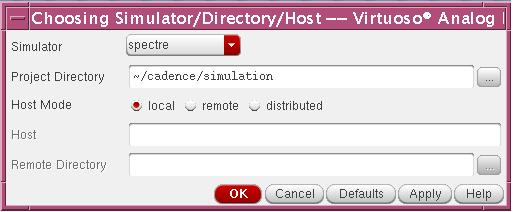 Choosing Simulator/Directory/Host –– Virtuoso® Analog
Simulator spectre
Project Directory ~/cadence/simulation ...
Host Mode local remote distributed
Host
Remote Directory ...
OK Cancel Defaults Apply Help